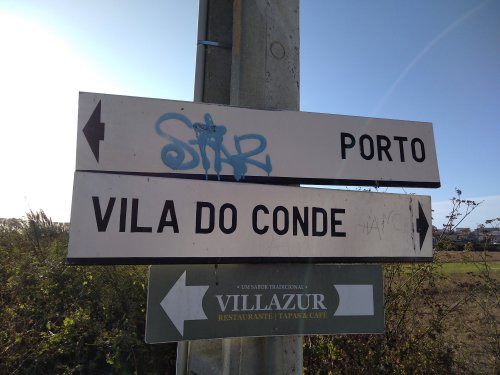 STAR
PORTO
VILA DO CONDE
• UM SABOR TRADICIONAL •
VILLAZUR
RESTAURANTE | TAPAS & CAFÉ